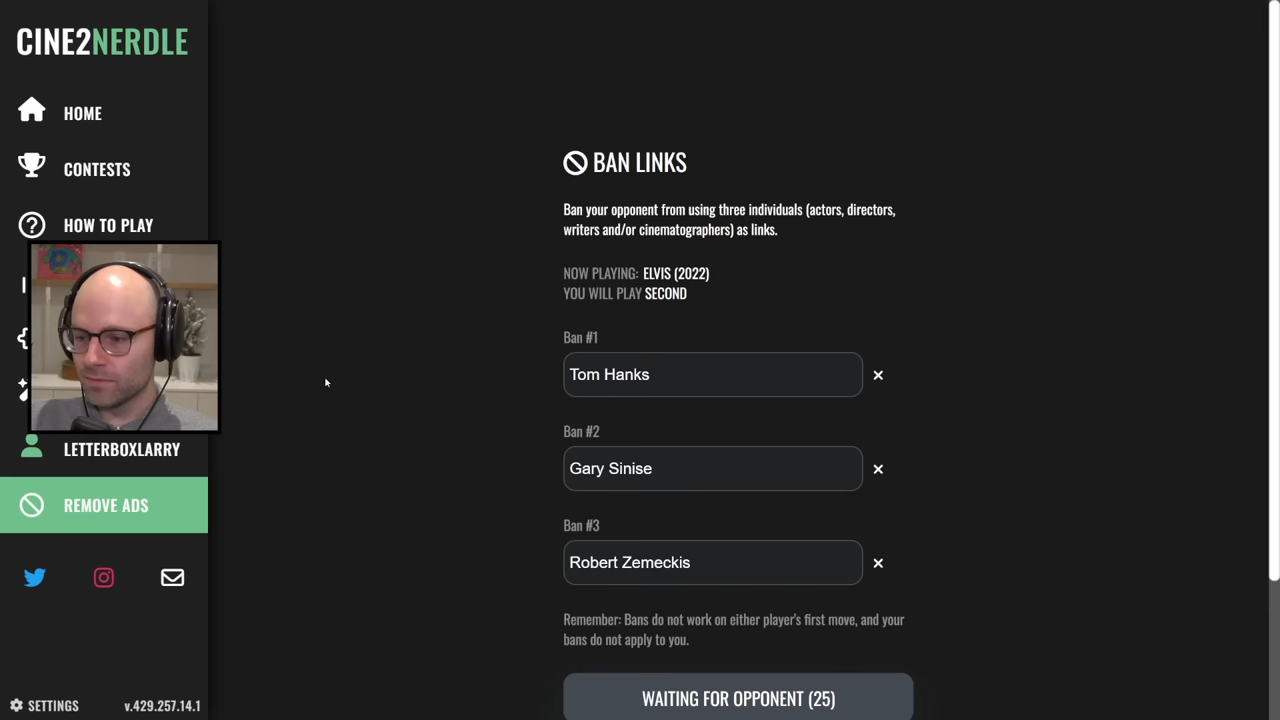 CINE2NERDLE
HOME
CONTESTS
HOW TO PLAY
LETTERBOXLARRY
REMOVE ADS
SETTINGS
v.429.257.14.1
BAN LINKS
Ban your opponent from using three individuals (actors, directors,
writers and/or cinematographers) as links.
NOW PLAYING: ELVIS (2022)
YOU WILL PLAY SECOND
Ban #1
Tom Hanks
Ban #2
Gary Sinise
Ban #3
Robert Zemeckis
Remember: Bans do not work on either player's first move, and your
bans do not apply to you.
WAITING FOR OPPONENT (25)